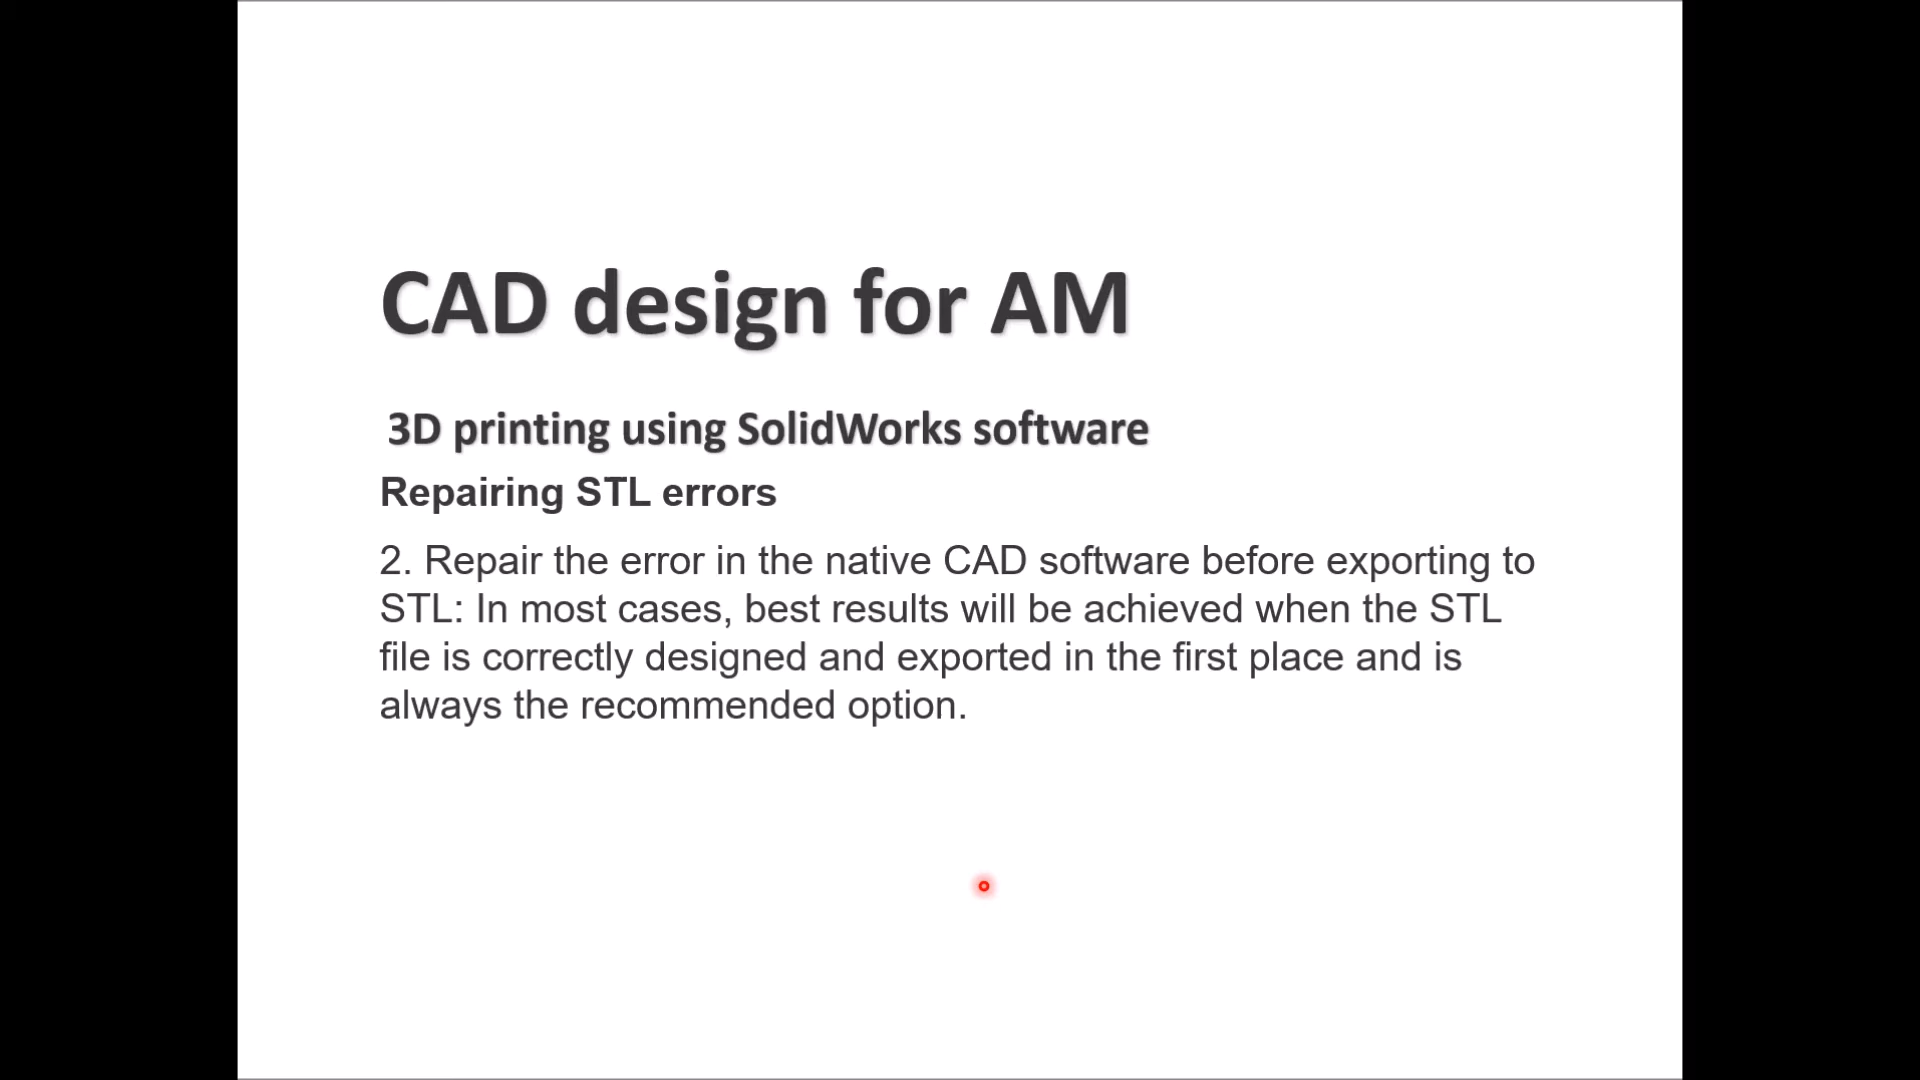 CAD design for AM
3D printing using SolidWorks software
Repairing STL errors
2. Repair the error in the native CAD software before exporting to
STL: In most cases, best results will be achieved when the STL
file is correctly designed and exported in the first place and is
always the recommended option.